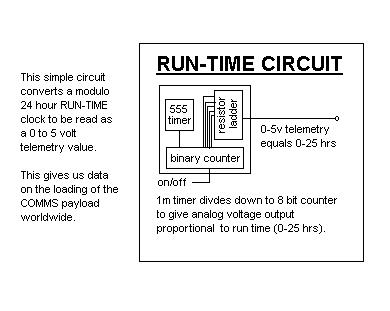 This simple circuit
converts a modulo
24 hour RUN-TIME
clock to be read as
a 0 to 5 volt
telemetry value.
This gives us data
on the loading of the
COMMS payload
worldwide.
RUN-TIME CIRCUIT
555
timer
resistor
ladder
binary counter
on/off
0-5v telemetry
equals 0-25 hrs
1m timer divdes down to 8 bit counter
to give analog voltage output
proportional to run time (0-25 hrs).